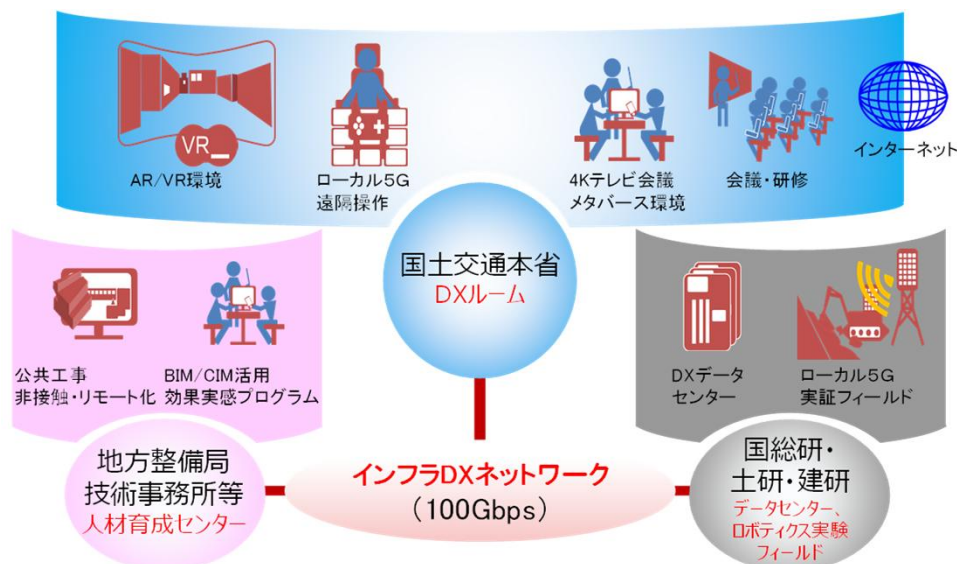 VR
AR/VR環境
ローカル5G
遠隔操作
4Kテレビ会議
メタバース環境
会議・研修
インターネット
国土交通本省
DXルーム
公共工事
非接触・リモート化
BIM/CIM活用
効果実感プログラム
DXデータ
センター
ローカル5G
実証フィールド
地方整備局
技術事務所等
人材育成センター
インフラDXネットワーク
(100Gbps)
国総研・
土研・建研
データセンター、
ロボティクス実験
フィールド